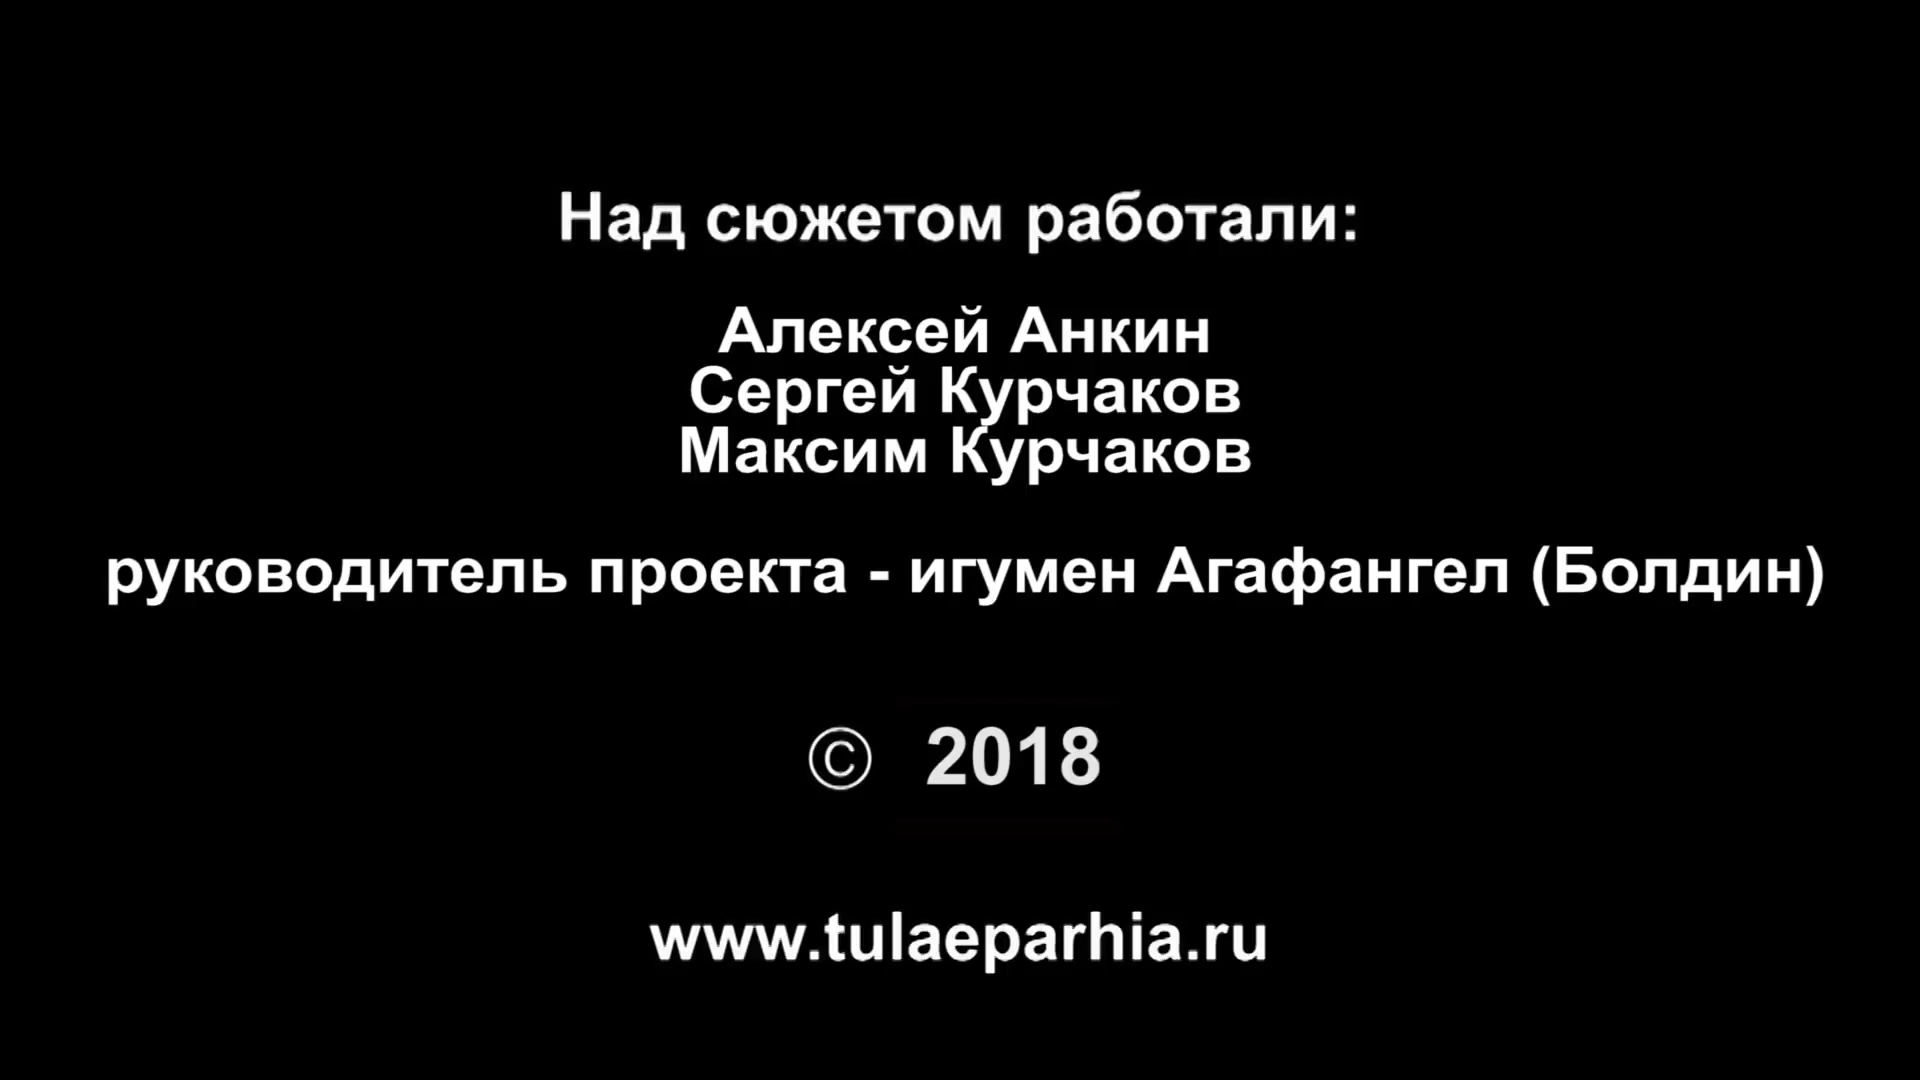 Над сюжетом работали:
Алексей Анкин
Сергей Курчаков
Максим Курчаков
руководитель проекта - игумен Агафангел (Болдин)
© 2018
www.tulaeparhia.ru